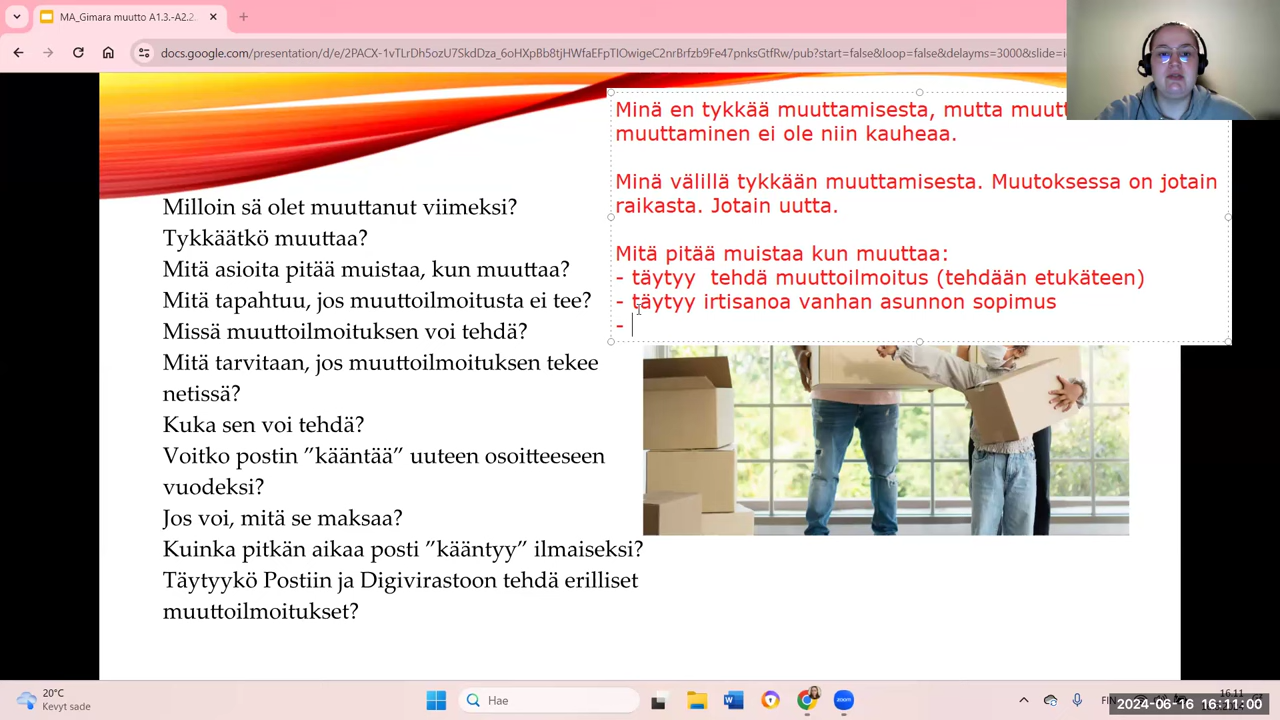 MA_Gimara muutto A1.3.-A2.2.
docs.google.com/presentation/d/e/2PACX-1vTLrDh5ozU7SkdDza_6oHXpBb8tjHWfaEFpTIOwigeC2nrBrfzb9Fe47pnksGtfRw/pub?start=false&loop=false&delayms=3000&slide=i
Minä en tykkää muuttamisesta, mutta
muuttaminen ei ole niin kauheaa.
Minä välillä tykkään muuttamisesta. Muutoksessa on jotain
raikasta. Jotain uutta.
Mitä pitää muistaa kun muuttaa:
- täytyy tehdä muuttoilmoitus (tehdään etukäteen)
- täytyy irtisanoa vanhan asunnon sopimus
-
Milloin sä olet muuttanut viimeksi?
Tykkäätkö muuttaa?
Mitä asioita pitää muistaa, kun muuttaa?
Mitä tapahtuu, jos muuttoilmoitusta ei tee?
Missä muuttoilmoituksen voi tehdä?
Mitä tarvitaan, jos muuttoilmoituksen tekee
netissä?
Kuka sen voi tehdä?
Voitko postin ”kääntää” uuteen osoitteeseen
vuodeksi?
Jos voi, mitä se maksaa?
Kuinka pitkän aikaa posti ”kääntyy” ilmaiseksi?
Täytyykö Postiin ja Digivirastoon tehdä erilliset
muuttoilmoitukset?
20°C
Kevyt sade
Hae
zoom
FIN
16.11
2024-06-16 16:11:00